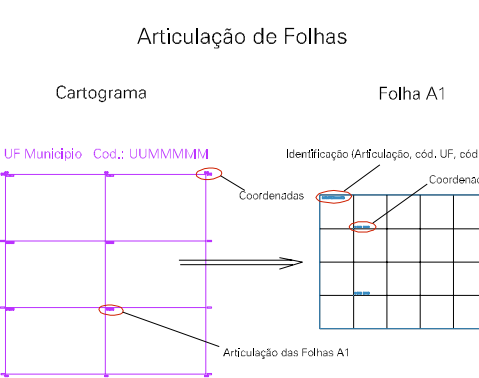 Articulação de Folhas
Cartograma
Folha A1
UF Municipio Cod.: UUMMMMM
Identificação (Articulação, cód. UF, cód
Coordenadas
Articulação das Folhas A1